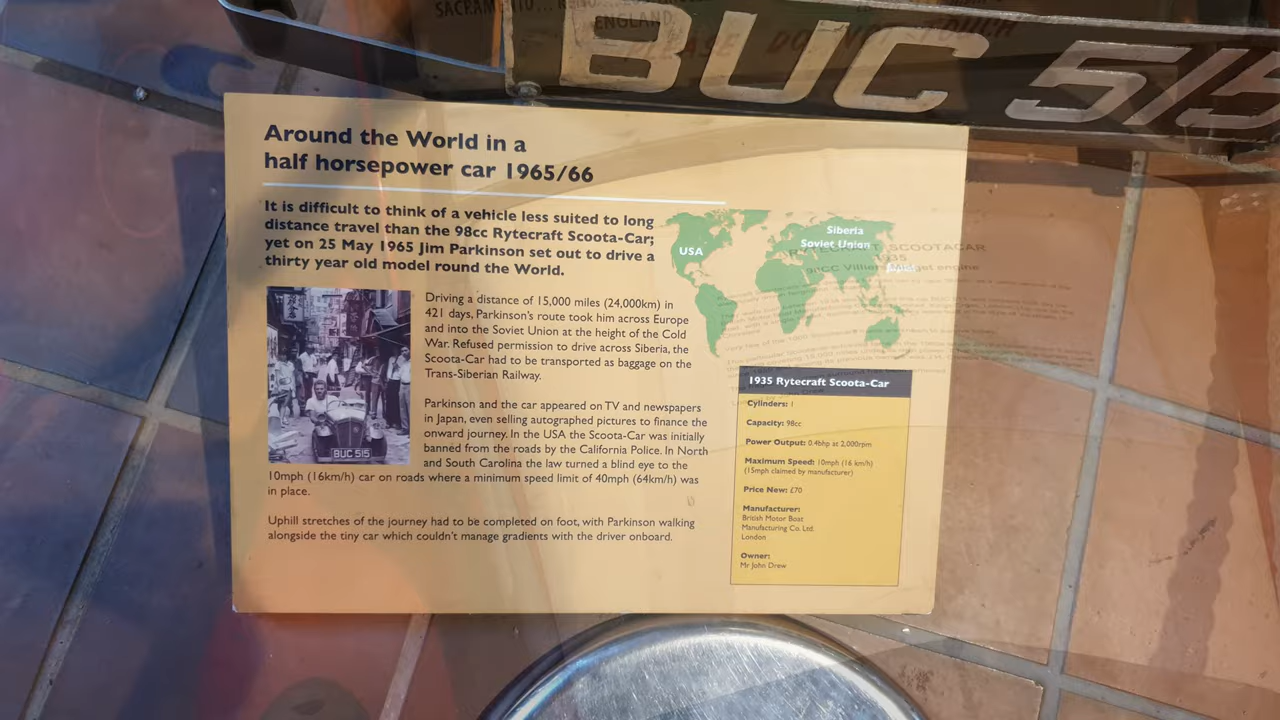 ENGLAND.
PLEASE DO NOT TOUCH
BUC 515
Around the World in a
half horsepower car 1965/66
It is difficult to think of a vehicle less suited to long
distance travel than the 98cc Rytecraft Scoota-Car;
yet on 25 May 1965 Jim Parkinson set out to drive a
thirty year old model round the World.
USA
Siberia
Soviet Union
SCOOTACAR
1935
98CC Villiers Midget engine
Driving a distance of 15,000 miles (24,000km) in
421 days, Parkinson's route took him across Europe
and into the Soviet Union at the height of the Cold
War. Refused permission to drive across Siberia, the
Scoota-Car had to be transported as baggage on the
Trans-Siberian Railway.
BUC 515
Parkinson and the car appeared on TV and newspapers
in Japan, even selling autographed pictures to finance the
onward journey. In the USA the Scoota-Car was initially
banned from the roads by the California Police. In North
and South Carolina the law turned a blind eye to the
10mph (16km/h) car on roads where a minimum speed limit of 40mph (64km/h) was
in place.
Uphill stretches of the journey had to be completed on foot, with Parkinson walking
alongside the tiny car which couldn't manage gradients with the driver onboard.
1935 Rytecraft Scoota-Car
Cylinders: 1
Capacity: 98cc
Power Output: 0.4bhp at 2,000rpm
Maximum Speed: 10mph (16 km/h)
(15mph claimed by manufacturer)
Price New: £70
Manufacturer:
British Motor Boat
Manufacturing Co. Ltd
London
Owner:
Mr John Drew